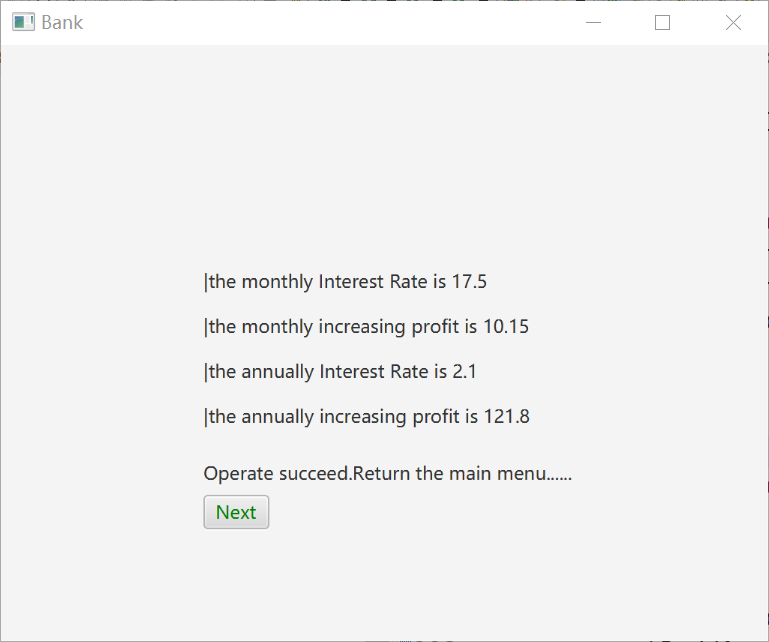 Bank
|the monthly Interest Rate is 17.5
|the monthly increasing profit is 10.15
|the annually Interest Rate is 2.1
|the annually increasing profit is 121.8
Operate succeed.Return the main menu......
Next